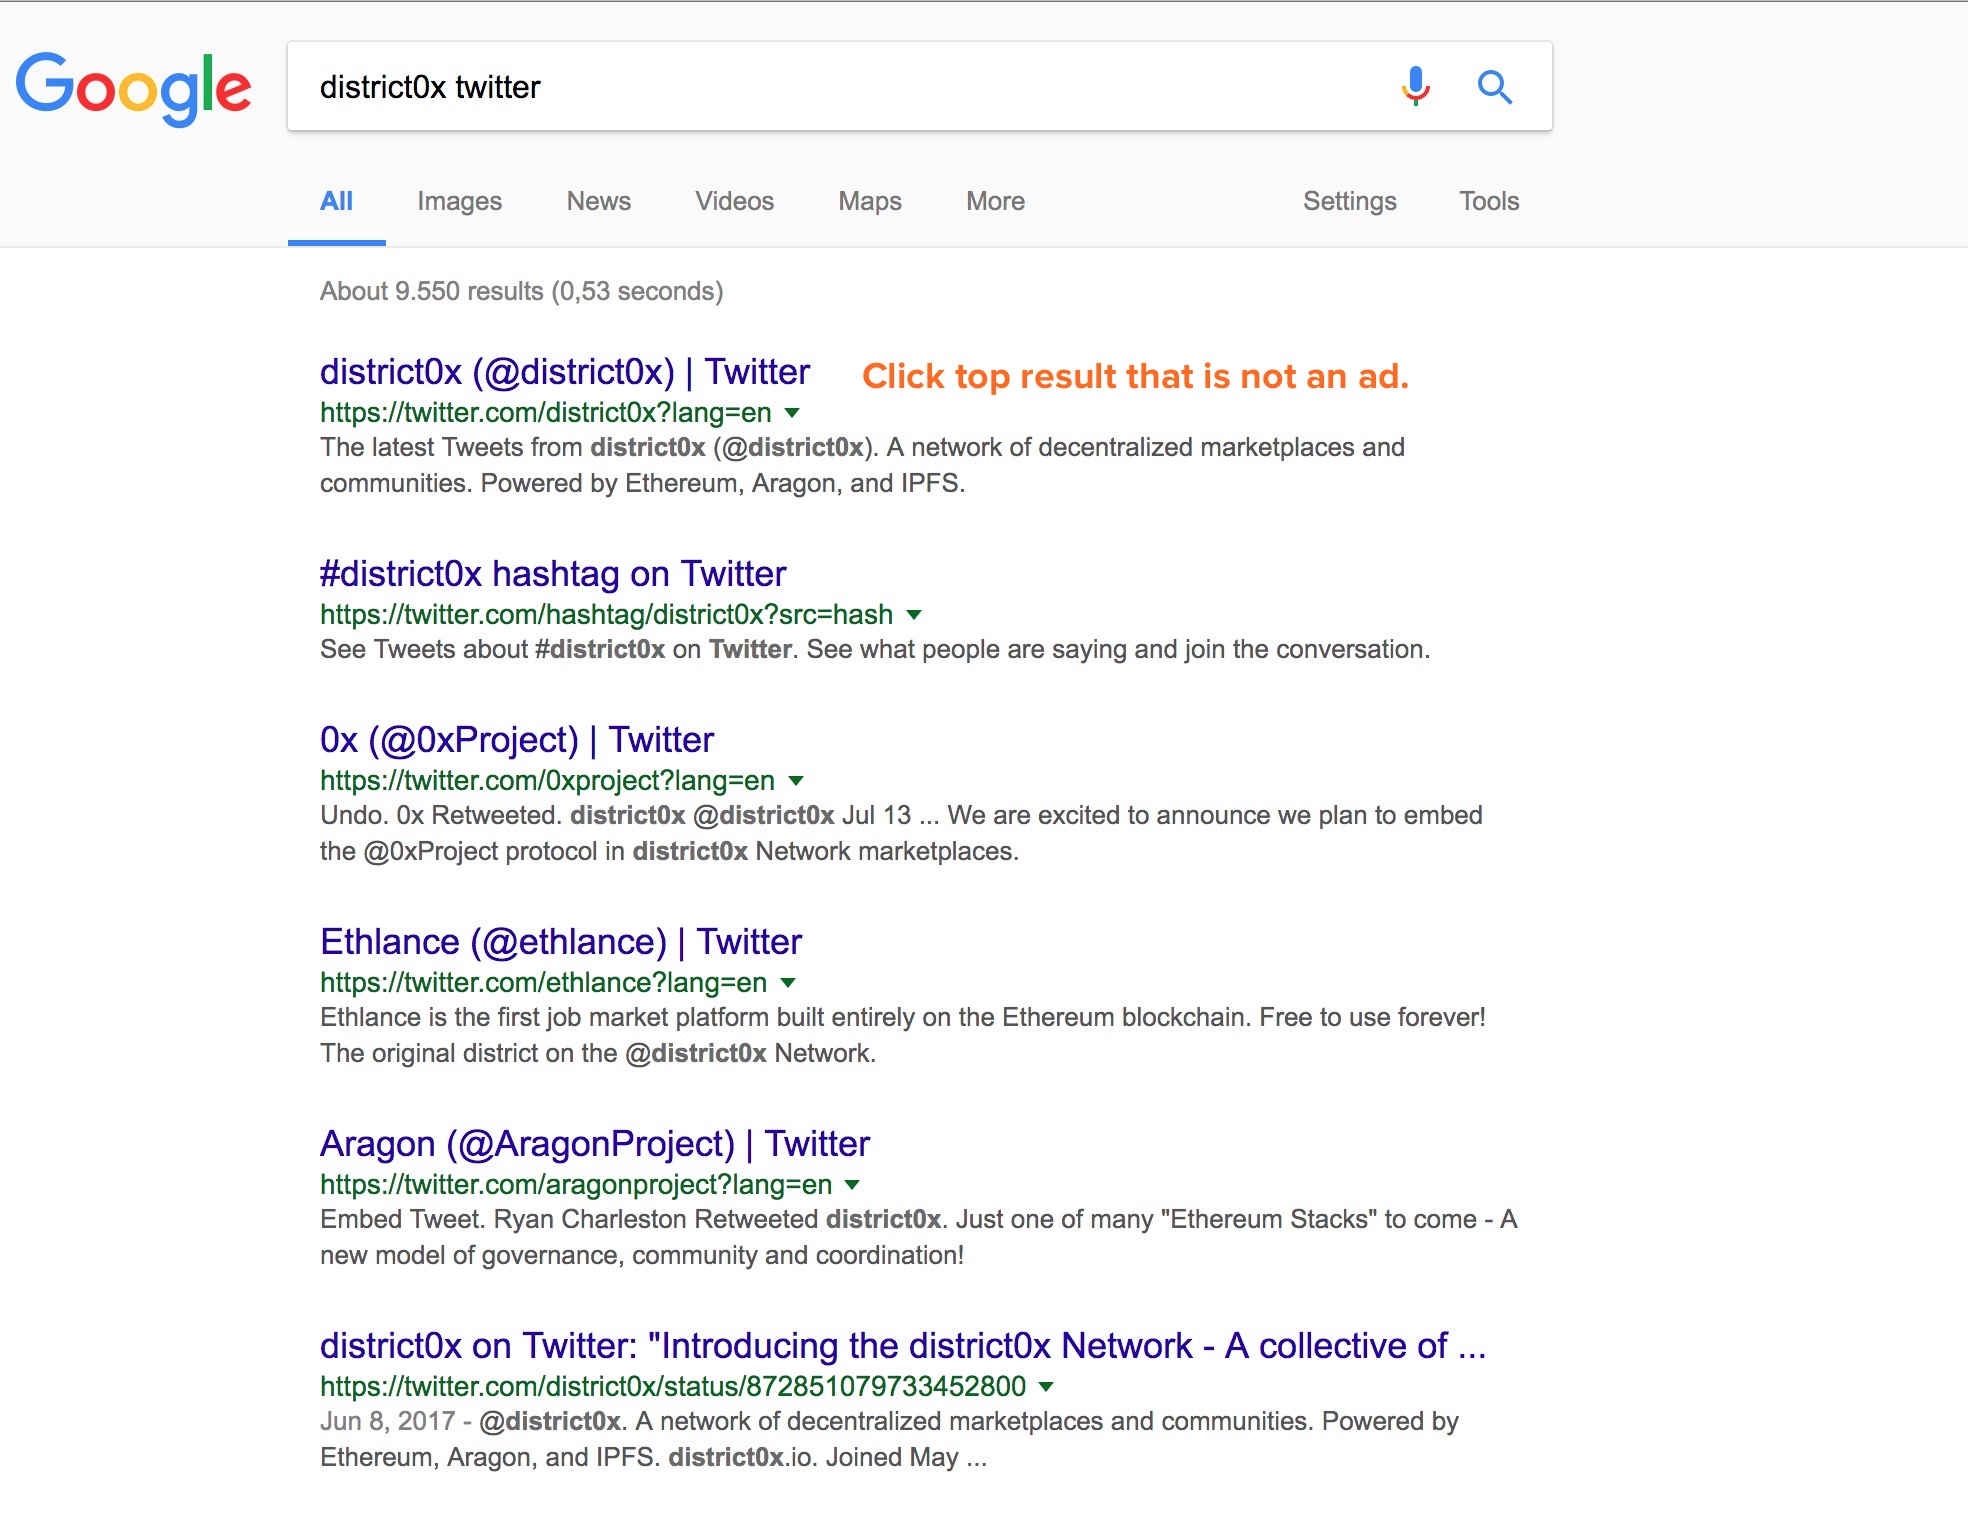 Google
district0x twitter
All Images News Videos Maps More Settings Tools
About 9.550 results (0,53 seconds)
district0x (@district0x) | Twitter
Click top result that is not an ad.
https://twitter.com/district0x?lang=en
The latest Tweets from district0x (@district0x). A network of decentralized marketplaces and
communities. Powered by Ethereum, Aragon, and IPFS.
#district0x hashtag on Twitter
https://twitter.com/hashtag/district0x?src=hash
See Tweets about #district0x on Twitter. See what people are saying and join the conversation.
0x (@0xProject) | Twitter
https://twitter.com/0xproject?lang=en
Undo. 0x Retweeted. district0x @district0x Jul 13 ... We are excited to announce we plan to embed
the @0xProject protocol in district0x Network marketplaces.
Ethlance (@ethlance) | Twitter
https://twitter.com/ethlance?lang=en
Ethlance is the first job market platform built entirely on the Ethereum blockchain. Free to use forever!
The original district on the @district0x Network.
Aragon (@AragonProject) | Twitter
https://twitter.com/aragonproject?lang=en
Embed Tweet. Ryan Charleston Retweeted district0x. Just one of many "Ethereum Stacks" to come - A
new model of governance, community and coordination!
district0x on Twitter: "Introducing the district0x Network - A collective of ...
https://twitter.com/district0x/status/872851079733452800
Jun 8, 2017 - @district0x. A network of decentralized marketplaces and communities. Powered by
Ethereum, Aragon, and IPFS. district0x.io. Joined May ...